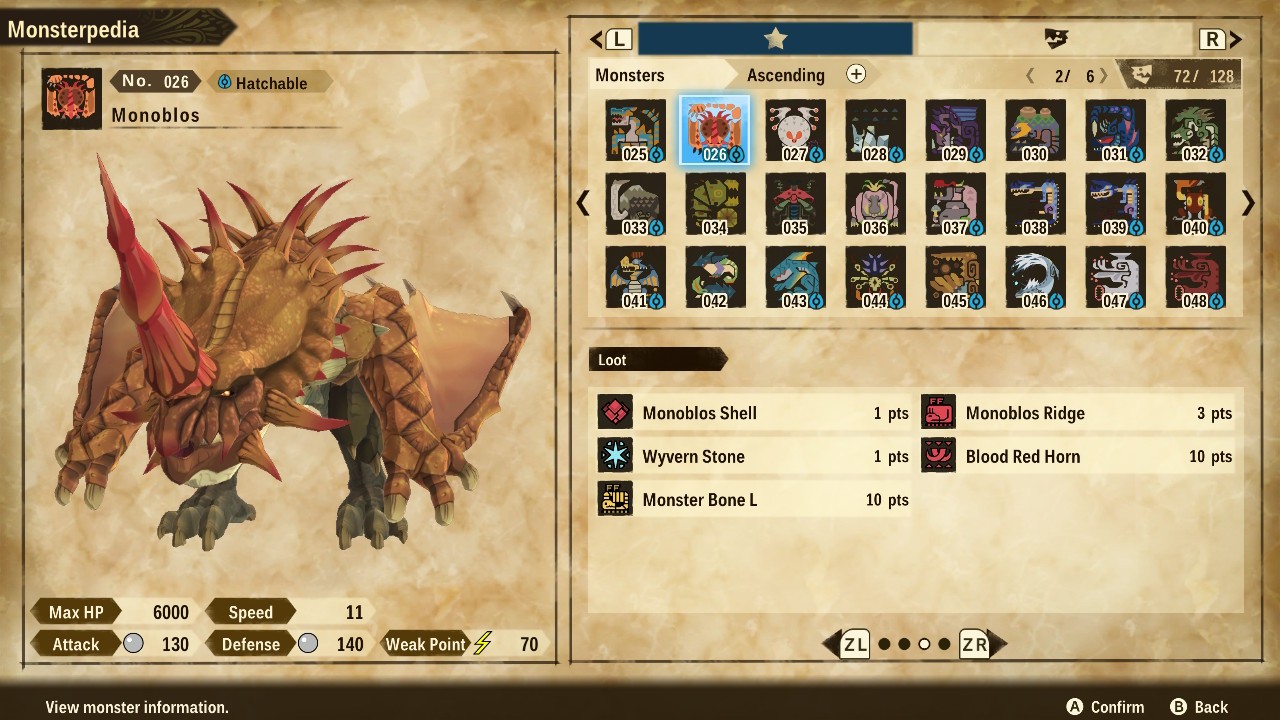 Monsterpedia
No. 026
Hatchable
Monoblos
Max HP 6000
Speed 11
Attack 130
Defense 140
Weak Point 70
L
R
Monsters
Ascending
2/ 6
72/ 128
025 026 027 028 029 030 031 032
033 034 035 036 037 038 039 040
041 042 043 044 045 046 047 048
Loot
Monoblos Shell 1 pts
Monoblos Ridge 3 pts
Wyvern Stone 1 pts
Blood Red Horn 10 pts
Monster Bone L 10 pts
ZL
ZR
View monster information.
A Confirm
B Back